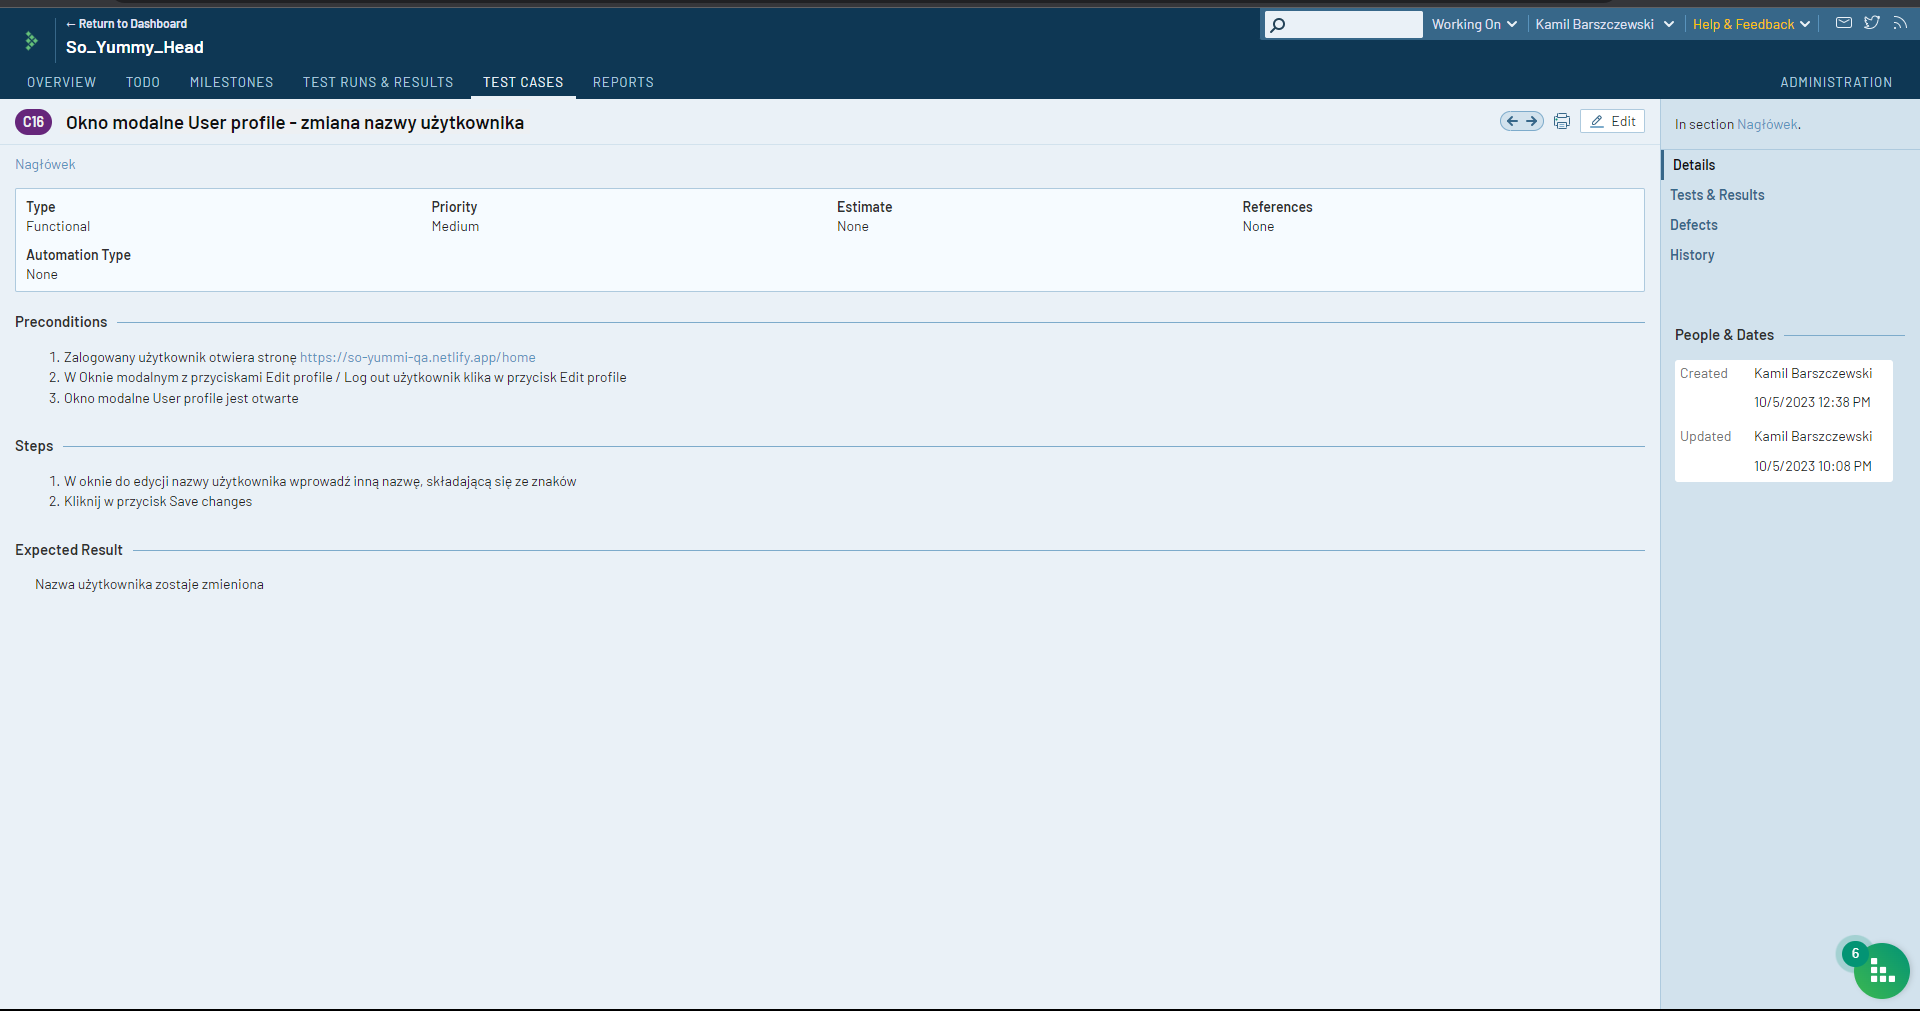 ← Return to Dashboard
So_Yummy_Head
Working On
Kamil Barszczewski
Help & Feedback
OVERVIEW TODO MILESTONES TEST RUNS & RESULTS TEST CASES REPORTS ADMINISTRATION
C16 Okno modalne User profile - zmiana nazwy użytkownika
Edit
Nagłówek
Type Priority Estimate References
Functional Medium None None
Automation Type
None
Preconditions
1. Zalogowany użytkownik otwiera stronę https://so-yummi-qa.netlify.app/home
2. W Oknie modalnym z przyciskami Edit profile / Log out użytkownik klika w przycisk Edit profile
3. Okno modalne User profile jest otwarte
Steps
1. W oknie do edycji nazwy użytkownika wprowadź inną nazwę, składającą się ze znaków
2. Kliknij w przycisk Save changes
Expected Result
Nazwa użytkownika zostaje zmieniona
In section Nagłówek.
Details
Tests & Results
Defects
History
People & Dates
Created Kamil Barszczewski
10/5/2023 12:38 PM
Updated Kamil Barszczewski
10/5/2023 10:08 PM
6